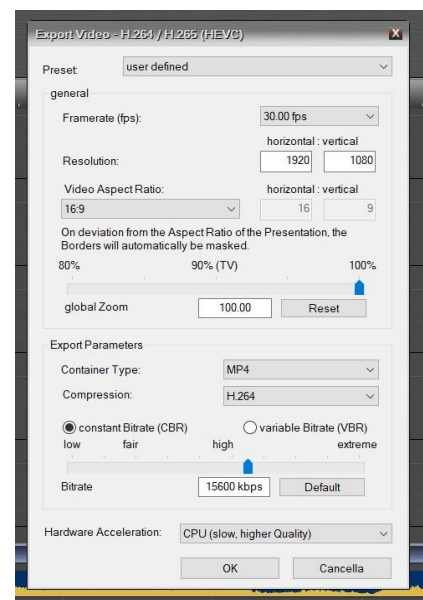 Export Video - H.264 / H.265 (HEVC)
Preset: user defined
general
Framerate (fps): 30.00 fps
horizontal : vertical
Resolution: 1920 1080
Video Aspect Ratio: horizontal : vertical
16:9 16 9
On deviation from the Aspect Ratio of the Presentation, the
Borders will automatically be masked.
80% 90% (TV) 100%
global Zoom 100.00 Reset
Export Parameters
Container Type: MP4
Compression: H.264
constant Bitrate (CBR) variable Bitrate (VBR)
low fair high extreme
Bitrate 15600 kbps Default
Hardware Acceleration: CPU (slow, higher Quality)
OK Cancella